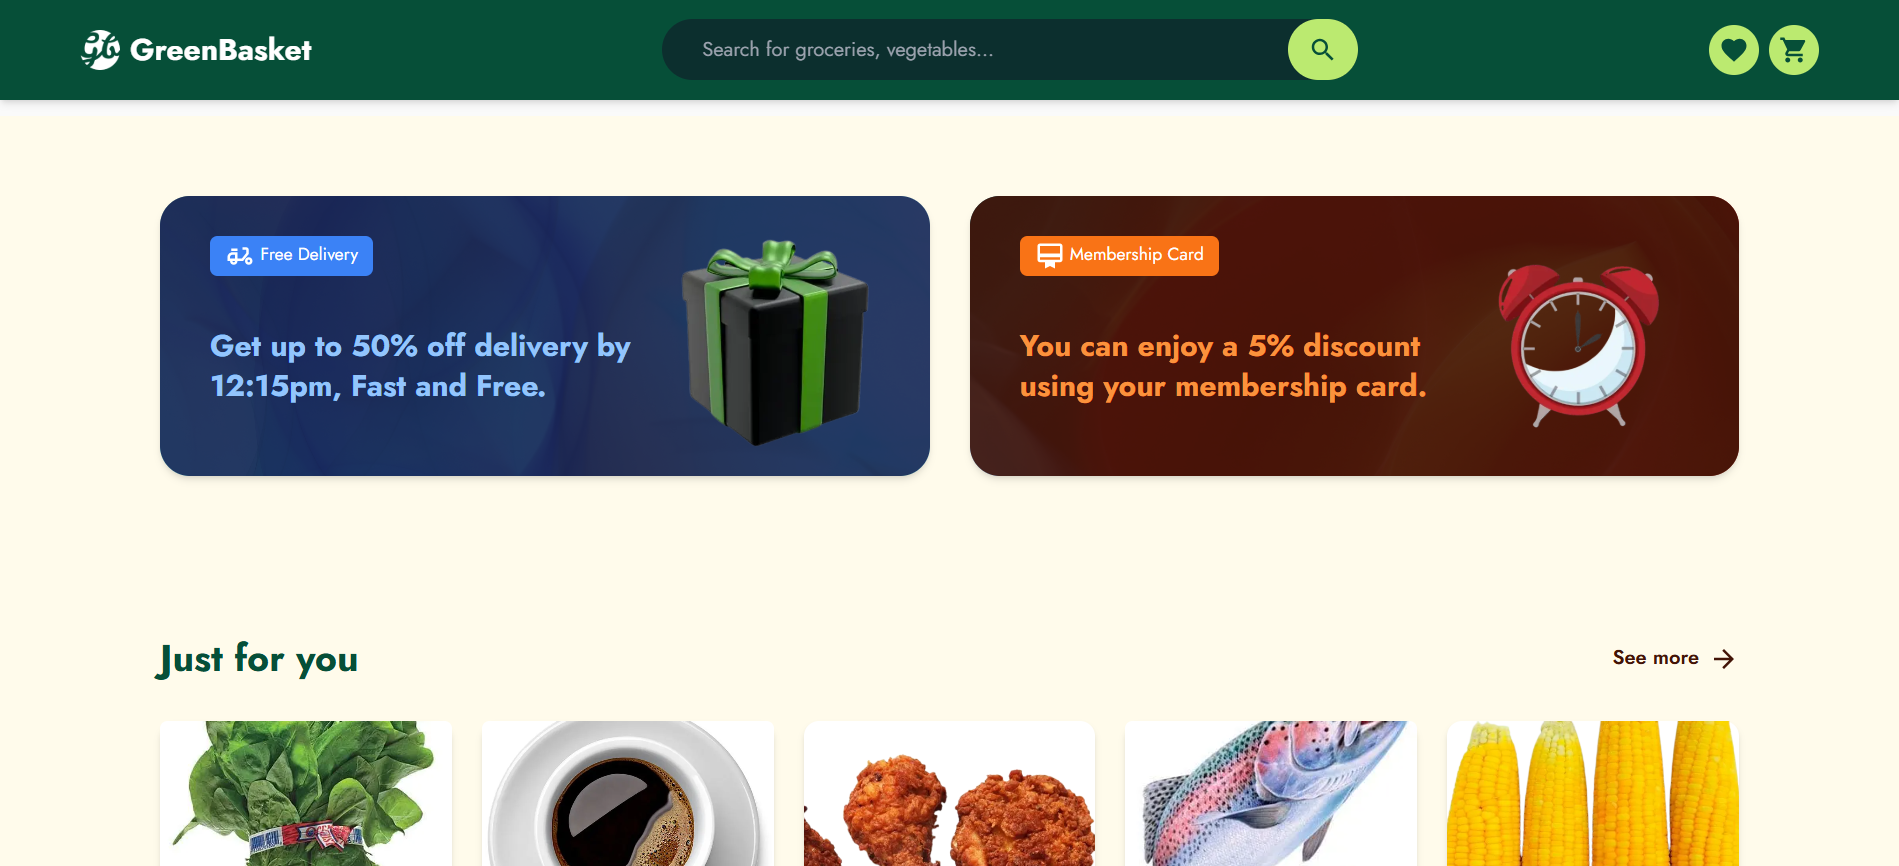 GreenBasket
Search for groceries, vegetables...
Free Delivery
Get up to 50% off delivery by
12:15pm, Fast and Free.
Membership Card
You can enjoy a 5% discount
using your membership card.
Just for you
See more